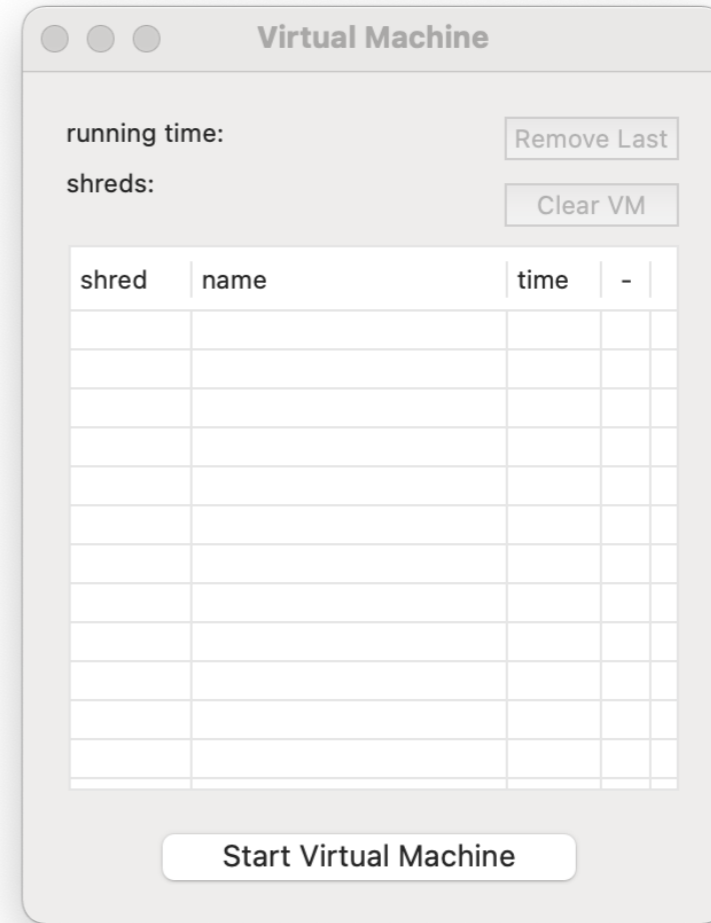 Virtual Machine
running time:
Remove Last
shreds:
Clear VM
shred name time -
Start Virtual Machine